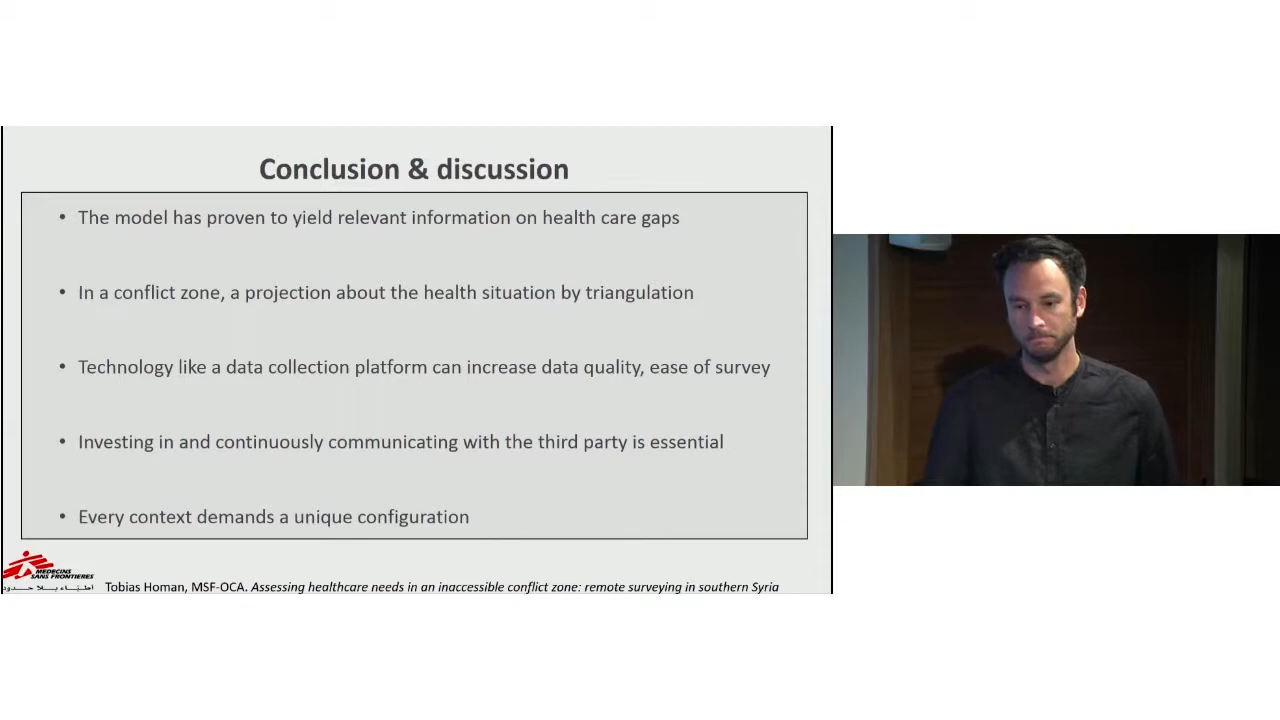 Conclusion & discussion
• The model has proven to yield relevant information on health care gaps
• In a conflict zone, a projection about the health situation by triangulation
• Technology like a data collection platform can increase data quality, ease of survey
• Investing in and continuously communicating with the third party is essential
• Every context demands a unique configuration
MEDECINS
SANS FRONTIERES
أطباء بلا حدود
Tobias Homan, MSF-OCA. Assessing healthcare needs in an inaccessible conflict zone: remote surveying in southern Syria